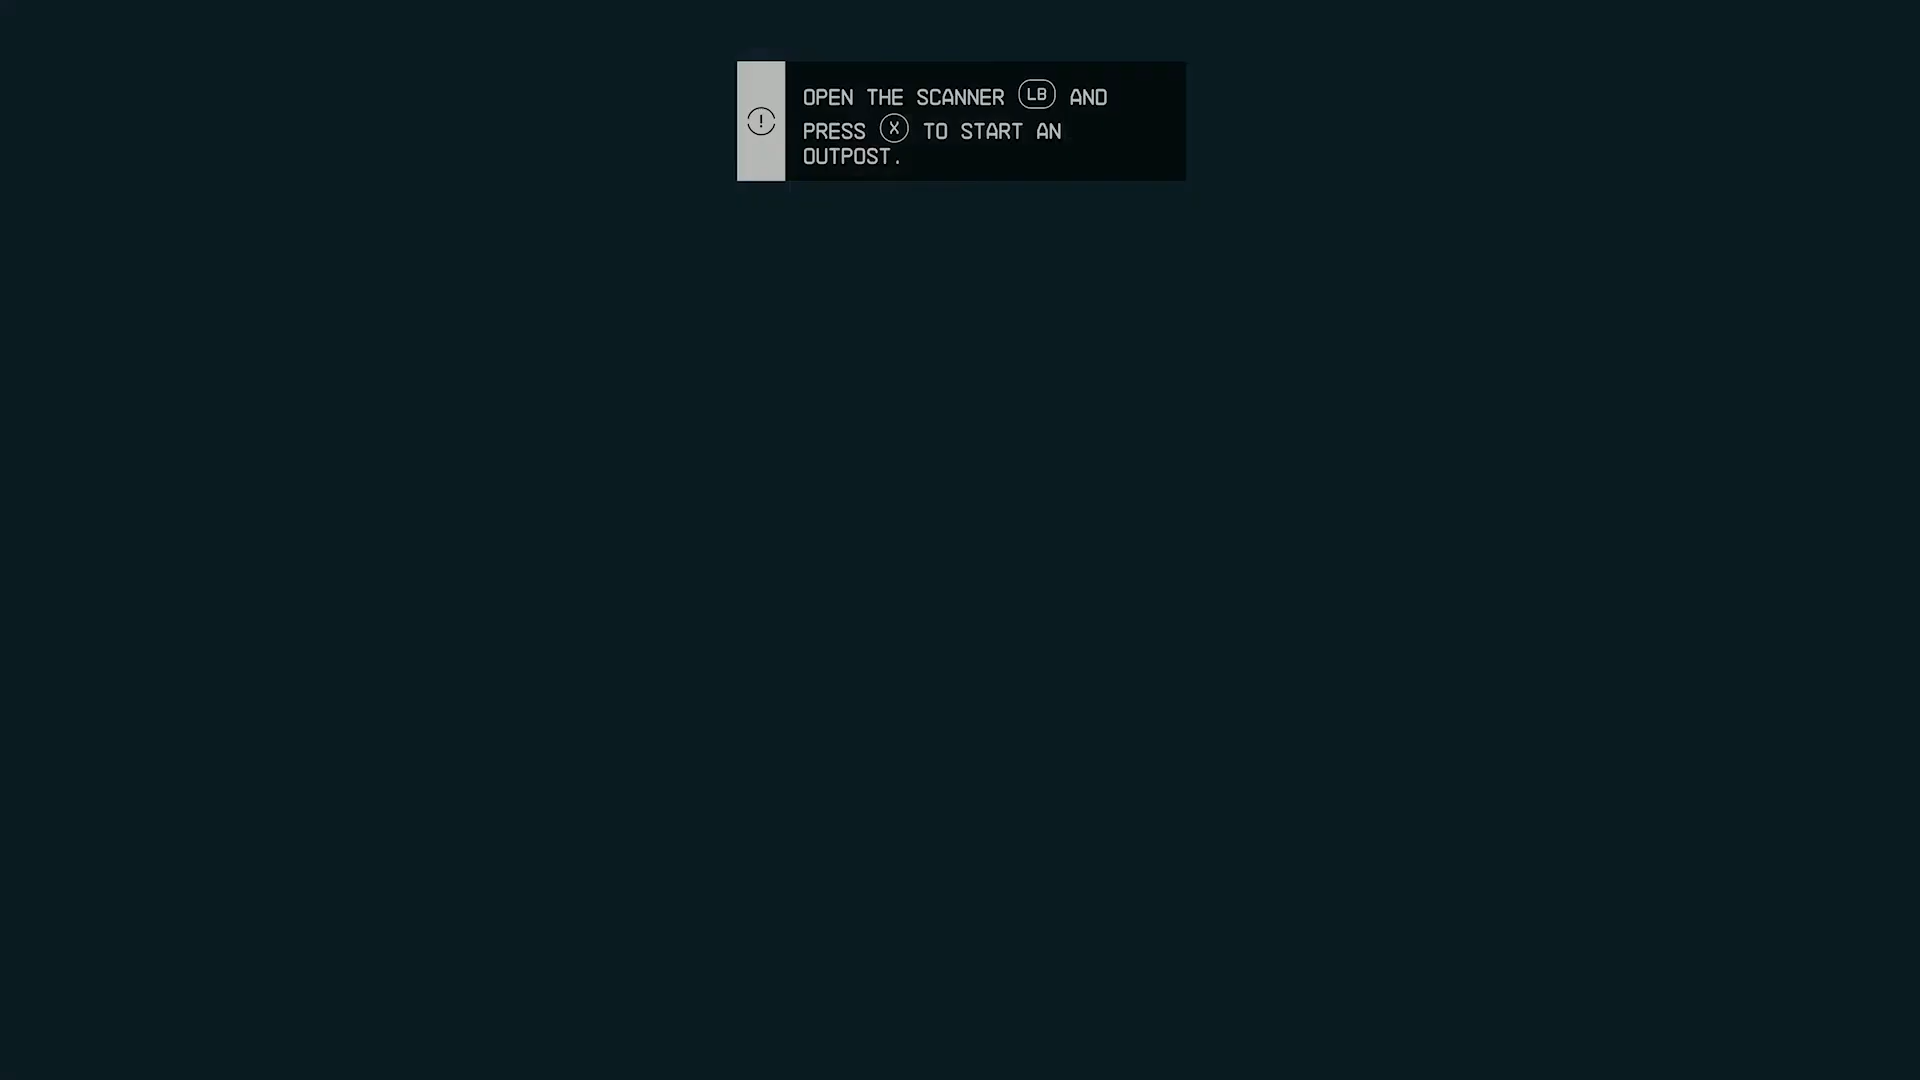 OPEN THE SCANNER LB AND
PRESS X TO START AN
OUTPOST.